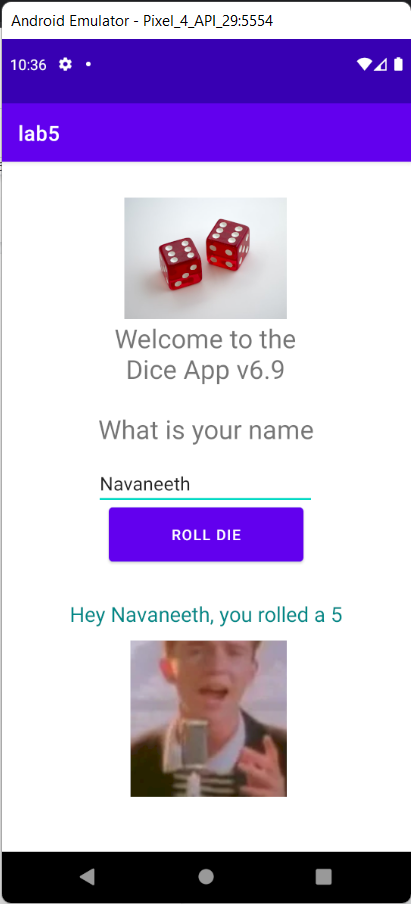 Android Emulator - Pixel_4_API_29:5554
10:36
lab5
Welcome to the
Dice App v6.9
What is your name
Navaneeth
ROLL DIE
Hey Navaneeth, you rolled a 5